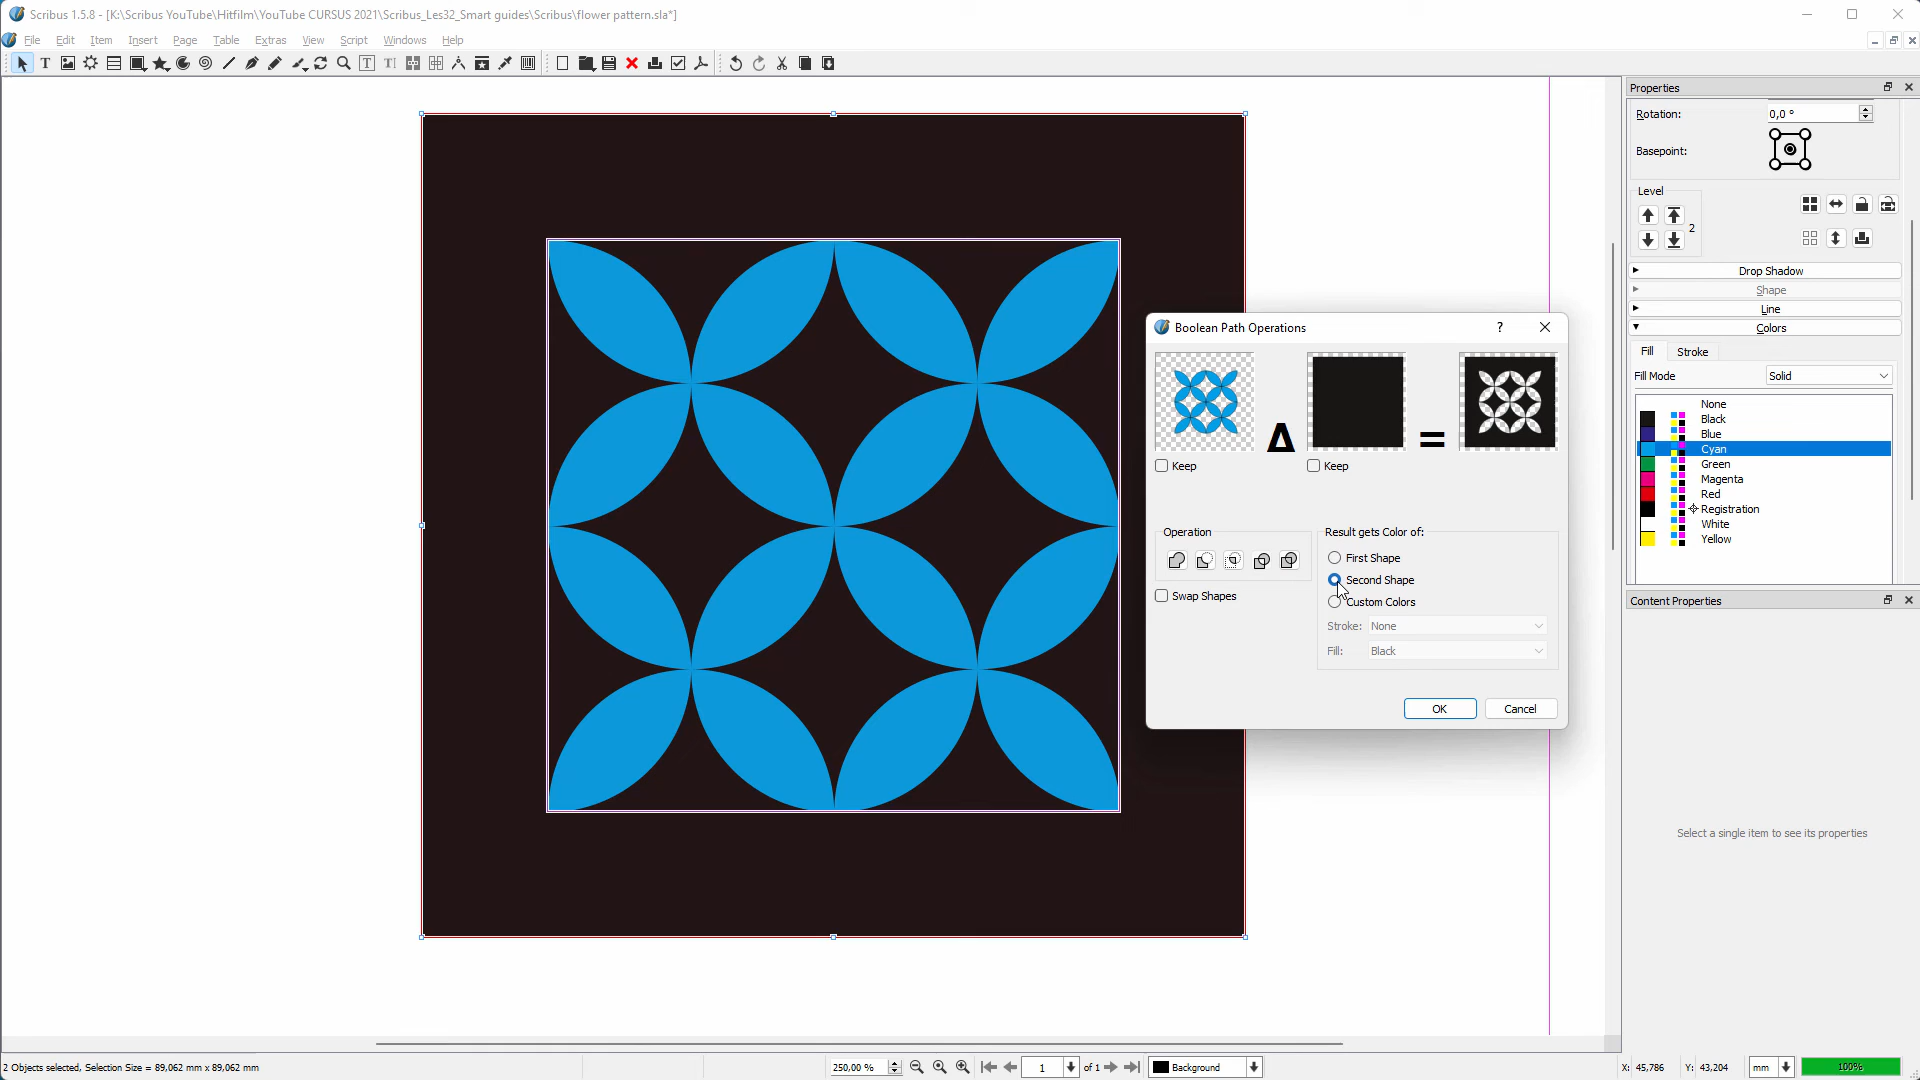 Scribus 1.5.8 - [K:\Scribus YouTube\Hitfilm\YouTube CURSUS 2021\Scribus_Les32_Smart guides\Scribus\flower pattern.sla*]
File Edit Item Insert Page Table Extras View Script Windows Help
Properties
Rotation: 0,0 °
Basepoint:
Level
2
Drop Shadow
Shape
Line
Colors
Fill Stroke
Fill Mode Solid
None
Black
Blue
Cyan
Green
Magenta
Red
Registration
White
Yellow
Content Properties
Select a single item to see its properties
Boolean Path Operations ?
Δ =
Keep Keep
Operation
Swap Shapes
Result gets Color of:
First Shape
Second Shape
Custom Colors
Stroke: None
Fill: Black
OK Cancel
2 Objects selected, Selection Size = 89,062 mm x 89,062 mm 250,00 % 1 of 1 Background X: 45,786 Y: 43,204 mm 100%